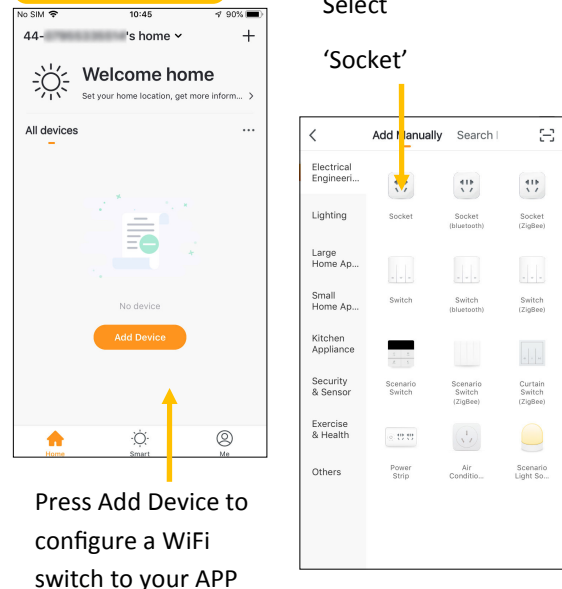 No SIM 10:45 90%
44- 's home
Welcome home
Set your home location, get more inform...
All devices
No device
Add Device
Home Smart Me
Press Add Device to
configure a WiFi
switch to your APP
Select
‘Socket’
Add Manually Search
Electrical
Engineeri...
Lighting
Large
Home Ap...
Small
Home Ap...
Kitchen
Appliance
Security
& Sensor
Exercise
& Health
Others
Socket
Socket
(bluetooth)
Socket
(ZigBee)
Switch
Switch
(bluetooth)
Switch
(ZigBee)
Scenario
Switch
Scenario
Switch
(ZigBee)
Curtain
Switch
(ZigBee)
Power
Strip
Air
Conditio...
Scenario
Light So...